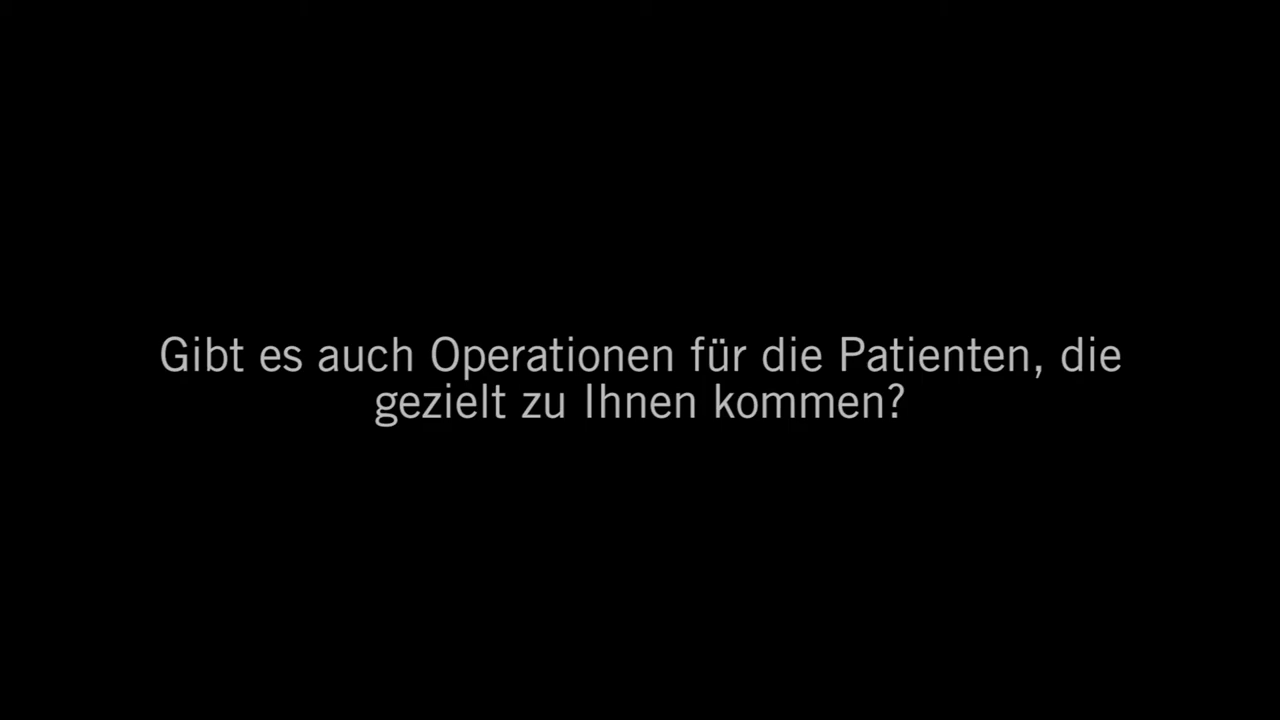 Gibt es auch Operationen für die Patienten, die
gezielt zu Ihnen kommen?